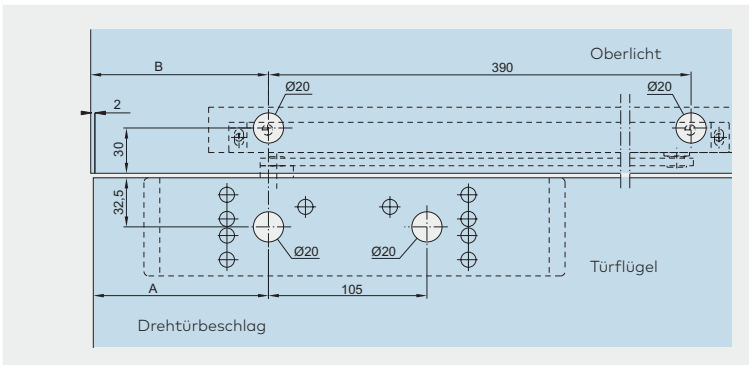 Oberlicht
B
390
Ø20
Ø20
2
30
32,5
Ø20
Ø20
Türflügel
A
105
Drehtürbeschlag